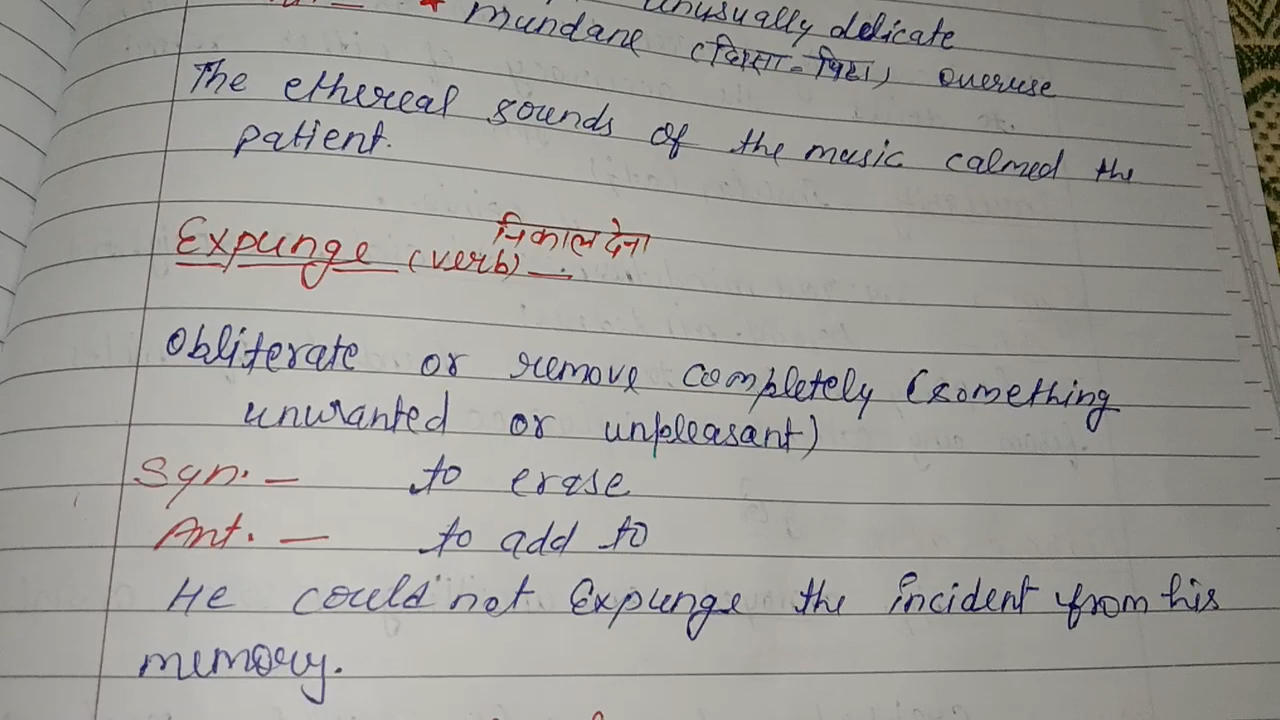 unusually delicate
* mundane (घिसा-पिटा), overuse
The ethereal sounds of the music calmed the
patient.
निकाल देना
Expunge (verb) —
Obliterate or remove completely (something
unwanted or unpleasant)
Syn. — to erase
Ant. — to add to
He could not Expunge the incident from his
memory.